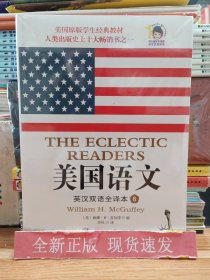 美国原版学生经典教材
人类出版史上十大畅销书之一
THE ECLECTIC
READERS
美国语文
英汉双语全译本 6
William H. McGuffey
全新正版 现货